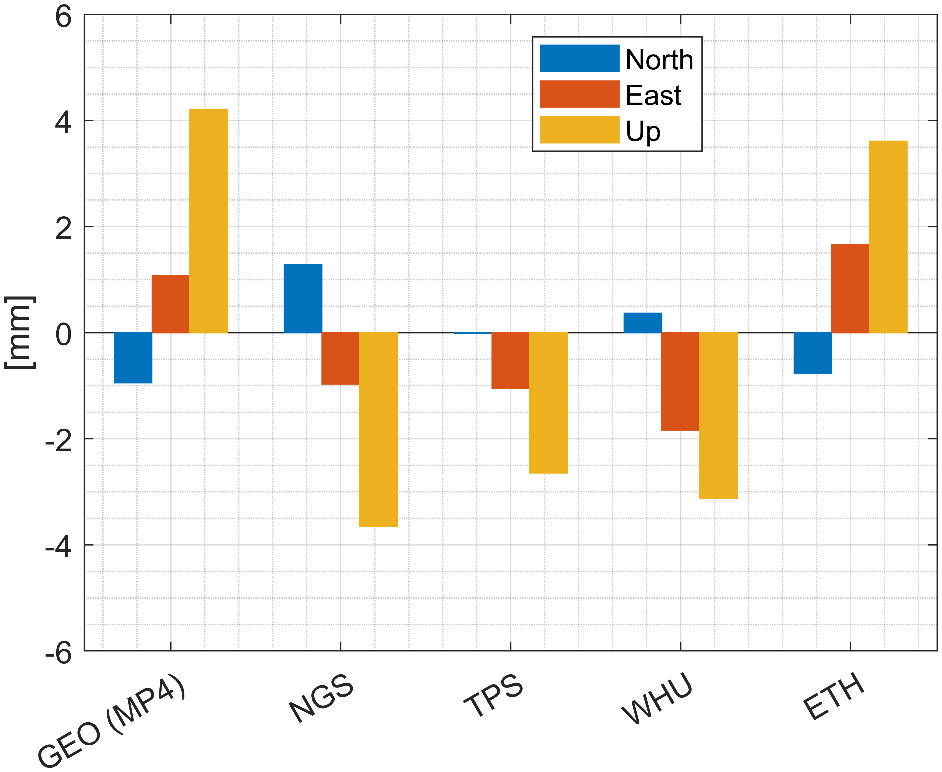 6
4
2
0
-2
-4
-6
[mm]
North
East
Up
GEO (MP4)
NGS
TPS
WHU
ETH